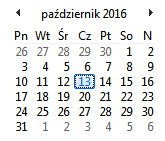 październik 2016
Pn Wt Śr Cz Pt So N
26 27 28 29 30 1 2
3 4 5 6 7 8 9
10 11 12 13 14 15 16
17 18 19 20 21 22 23
24 25 26 27 28 29 30
31 1 2 3 4 5 6